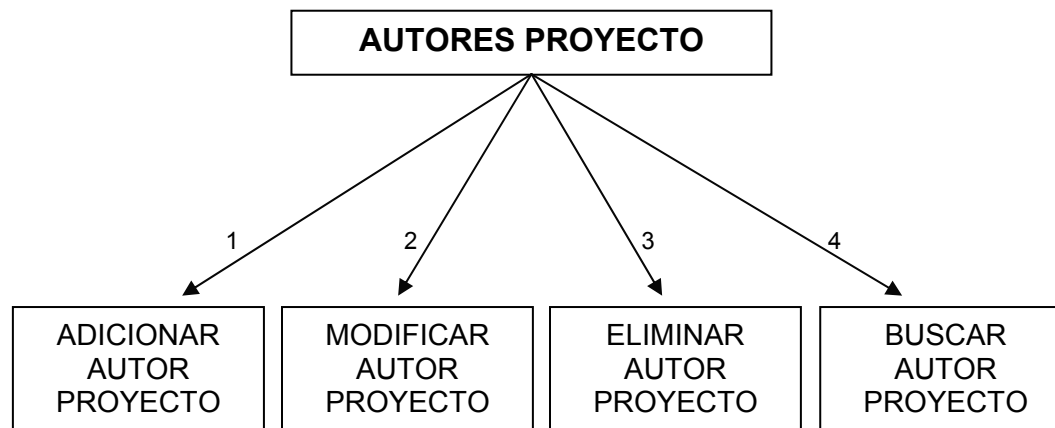 AUTORES PROYECTO
1
2
3
4
ADICIONAR
AUTOR
PROYECTO
MODIFICAR
AUTOR
PROYECTO
ELIMINAR
AUTOR
PROYECTO
BUSCAR
AUTOR
PROYECTO